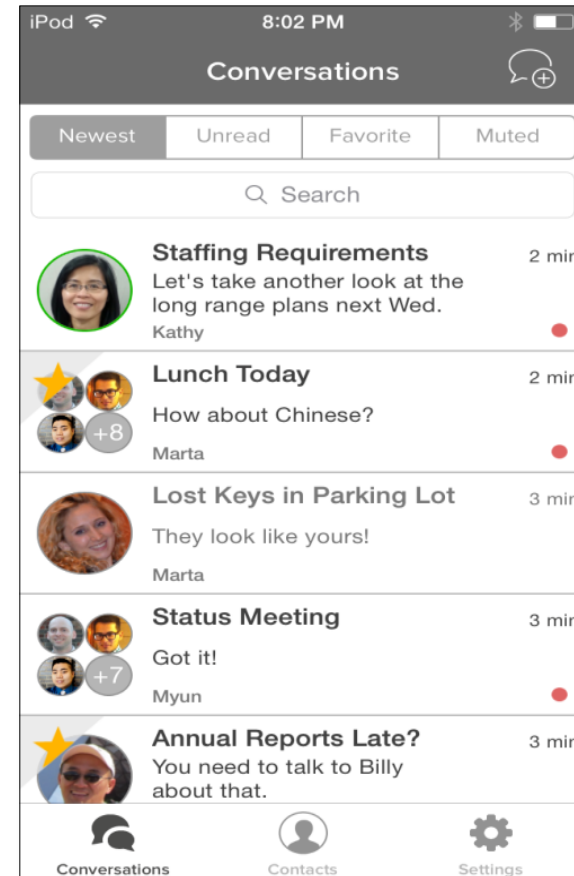 iPod 8:02 PM
Conversations
Newest Unread Favorite Muted
Search
Staffing Requirements 2 min
Let's take another look at the
long range plans next Wed.
Kathy
Lunch Today 2 min
How about Chinese?
+8
Marta
Lost Keys in Parking Lot 3 min
They look like yours!
Marta
Status Meeting 3 min
Got it!
+7
Myun
Annual Reports Late? 3 min
You need to talk to Billy
about that.
Conversations Contacts Settings